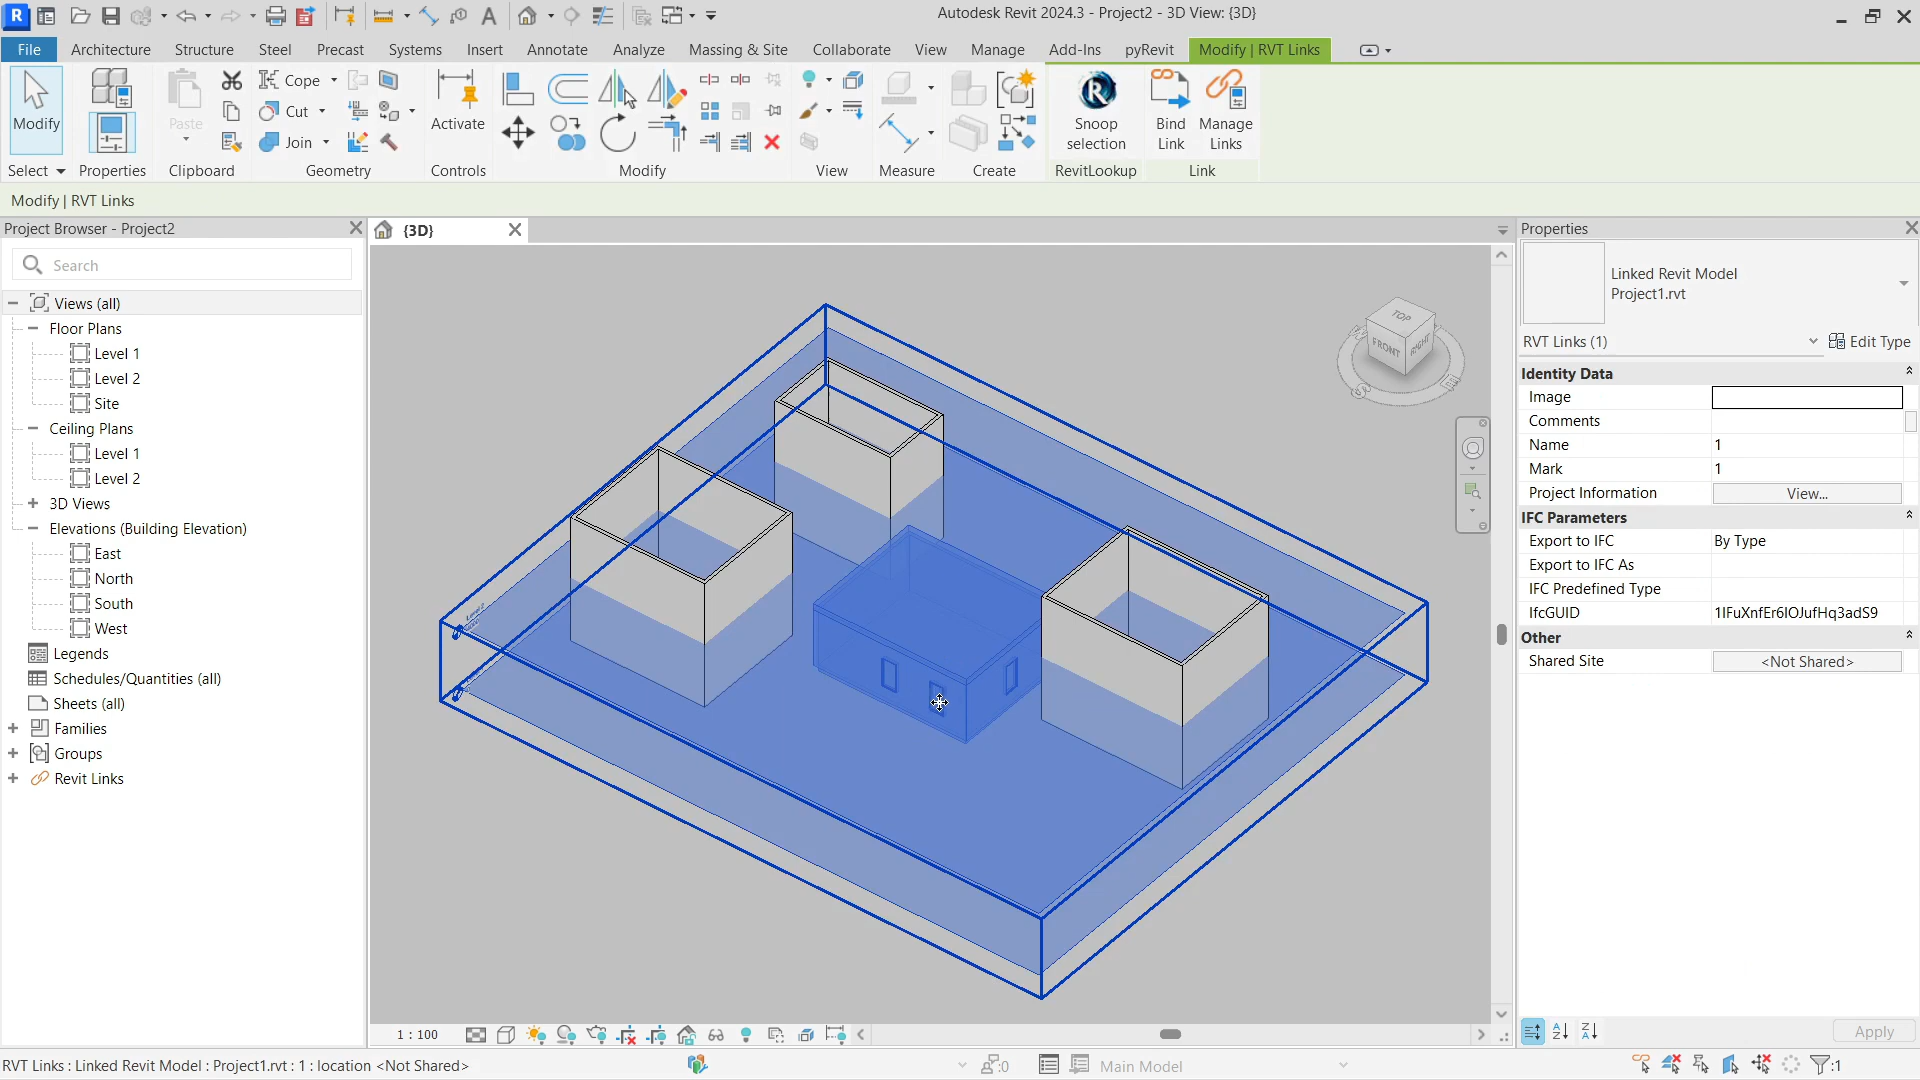 Autodesk Revit 2024.3 - Project2 - 3D View: {3D}
File Architecture Structure Steel Precast Systems Insert Annotate Analyze Massing & Site Collaborate View Manage Add-Ins pyRevit Modify | RVT Links
Modify
Paste
Cope
Cut
Join
Activate
Snoop selection
Bind Link
Manage Links
Select Properties Clipboard Geometry Controls Modify View Measure Create RevitLookup Link
Modify | RVT Links
Project Browser - Project2
Search
Views (all)
Floor Plans
Level 1
Level 2
Site
Ceiling Plans
Level 1
Level 2
3D Views
Elevations (Building Elevation)
East
North
South
West
Legends
Schedules/Quantities (all)
Sheets (all)
Families
Groups
Revit Links
{3D}
TOP
FRONT
RIGHT
S
E
Properties
Linked Revit Model
Project1.rvt
RVT Links (1)
Edit Type
Identity Data
Image
Comments
Name 1
Mark 1
Project Information View...
IFC Parameters
Export to IFC By Type
Export to IFC As
IFC Predefined Type
IfcGUID 1IFuXnfEr6IOJufHq3adS9
Other
Shared Site <Not Shared>
Apply
1 : 100
RVT Links : Linked Revit Model : Project1.rvt : 1 : location <Not Shared>
:0
Main Model
:1